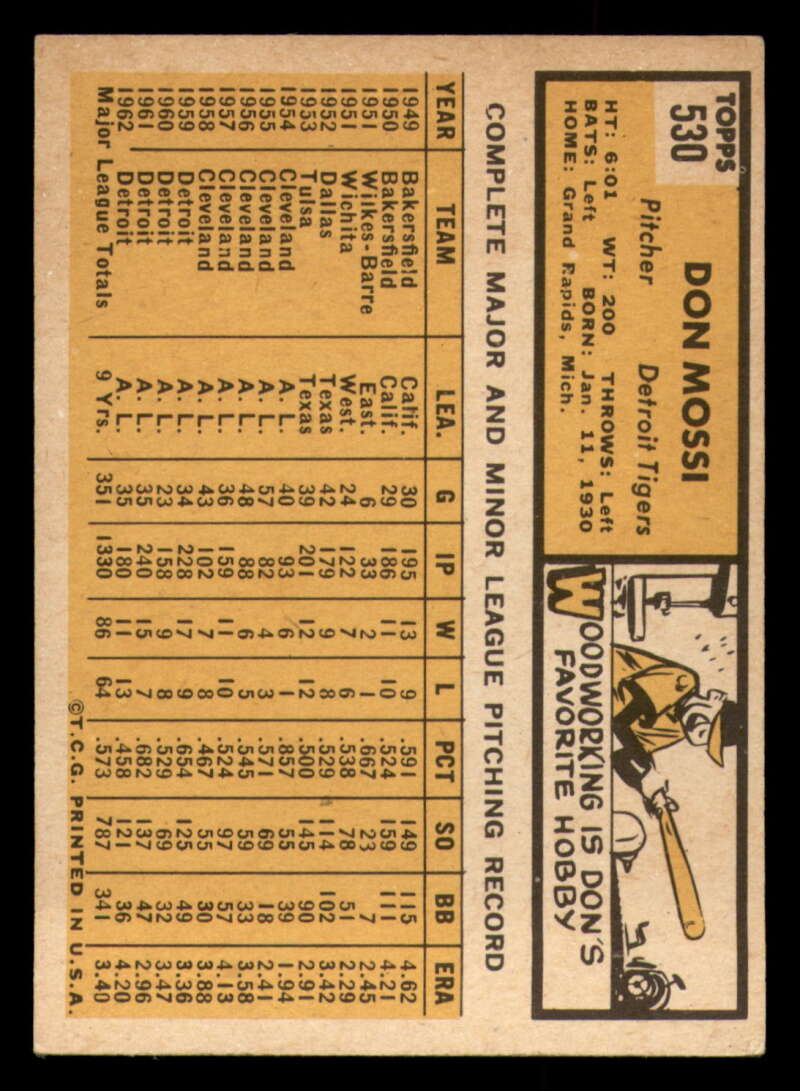 TOPPS
530
DON MOSSI
Pitcher Detroit Tigers
HT: 6:01 WT: 200 THROWS: Left
BATS: Left BORN: Jan. 11, 1930
HOME: Grand Rapids, Mich.
WOODWORKING IS DON'S
FAVORITE HOBBY
COMPLETE MAJOR AND MINOR LEAGUE PITCHING RECORD
YEAR TEAM LEA. G IP W L PCT SO BB ERA
1949 Bakersfield Calif. 30 195 13 9 .591 149 115 4.62
1950 Bakersfield Calif. 29 186 11 10 .524 159 111 4.21
1951 Wilkes-Barre East. 6 33 2 1 .667 23 7 2.45
1951 Wichita West. 24 122 7 6 .538 78 51 2.29
1952 Dallas Texas 42 179 9 8 .529 114 102 3.42
1953 Tulsa Texas 39 201 12 12 .500 145 90 2.91
1954 Cleveland A. L. 40 93 6 1 .857 55 39 1.94
1955 Cleveland A. L. 57 82 4 3 .571 69 18 2.41
1956 Cleveland A. L. 48 88 6 5 .545 59 33 3.58
1957 Cleveland A. L. 36 159 11 10 .524 97 57 4.13
1958 Cleveland A. L. 43 102 7 8 .467 55 30 3.88
1959 Detroit A. L. 34 228 17 9 .654 125 49 3.36
1960 Detroit A. L. 23 158 9 8 .529 69 32 3.47
1961 Detroit A. L. 35 240 15 7 .682 137 47 2.96
1962 Detroit A. L. 35 180 11 13 .458 121 36 4.20
Major League Totals 9 Yrs. 351 1330 86 64 .573 787 341 3.40
©T.C.G. PRINTED IN U.S.A.